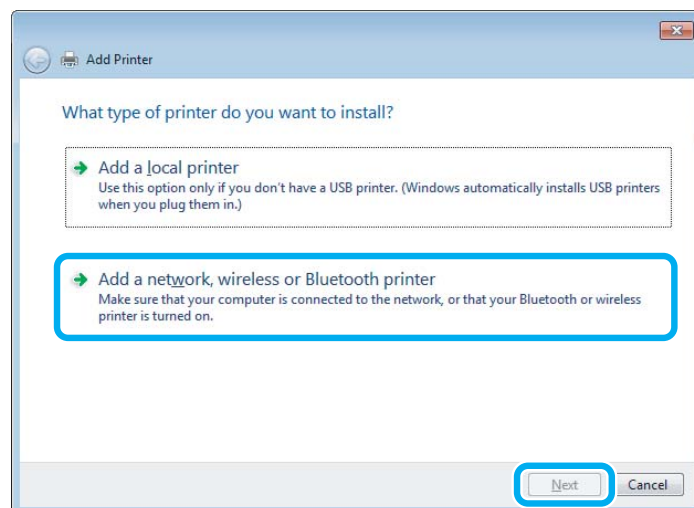 Add Printer
What type of printer do you want to install?
Add a local printer
Use this option only if you don't have a USB printer. (Windows automatically installs USB printers
when you plug them in.)
Add a network, wireless or Bluetooth printer
Make sure that your computer is connected to the network, or that your Bluetooth or wireless
printer is turned on.
Next Cancel